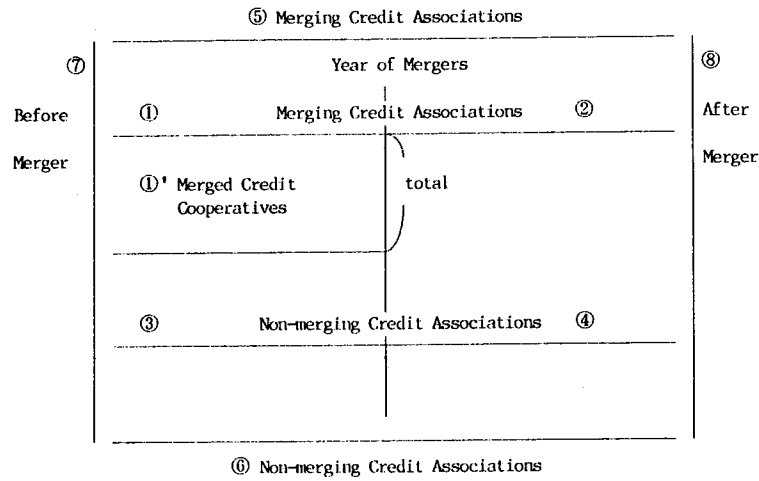 ⑤ Merging Credit Associations
⑦ Year of Mergers ⑧
Before ① Merging Credit Associations ② After
Merger Merger
①' Merged Credit total
Cooperatives
③ Non-merging Credit Associations ④
⑥ Non-merging Credit Associations